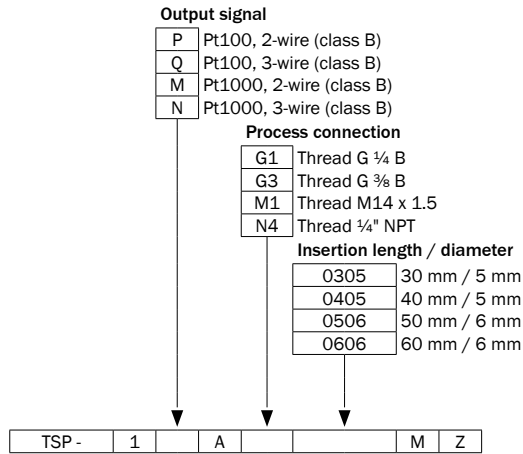 Output signal
P Pt100, 2-wire (class B)
Q Pt100, 3-wire (class B)
M Pt1000, 2-wire (class B)
N Pt1000, 3-wire (class B)
Process connection
G1 Thread G ¼ B
G3 Thread G ⅜ B
M1 Thread M14 x 1.5
N4 Thread ¼" NPT
Insertion length / diameter
0305 30 mm / 5 mm
0405 40 mm / 5 mm
0506 50 mm / 6 mm
0606 60 mm / 6 mm
TSP - 1 A M Z